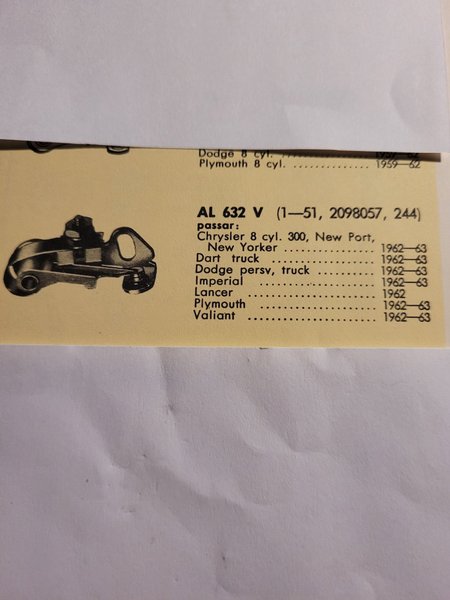 Dodge 8 cyl. ................ 1959—62
Plymouth 8 cyl. .............. 1959—62
AL 632 V (1—51, 2098057, 244)
passar:
Chrysler 8 cyl. 300, New Port,
New Yorker .............. 1962—63
Dart truck ................... 1962—63
Dodge persv, truck .......... 1962—63
Imperial ..................... 1962—63
Lancer ...................... 1962
Plymouth .................... 1962—63
Valiant ...................... 1962—63